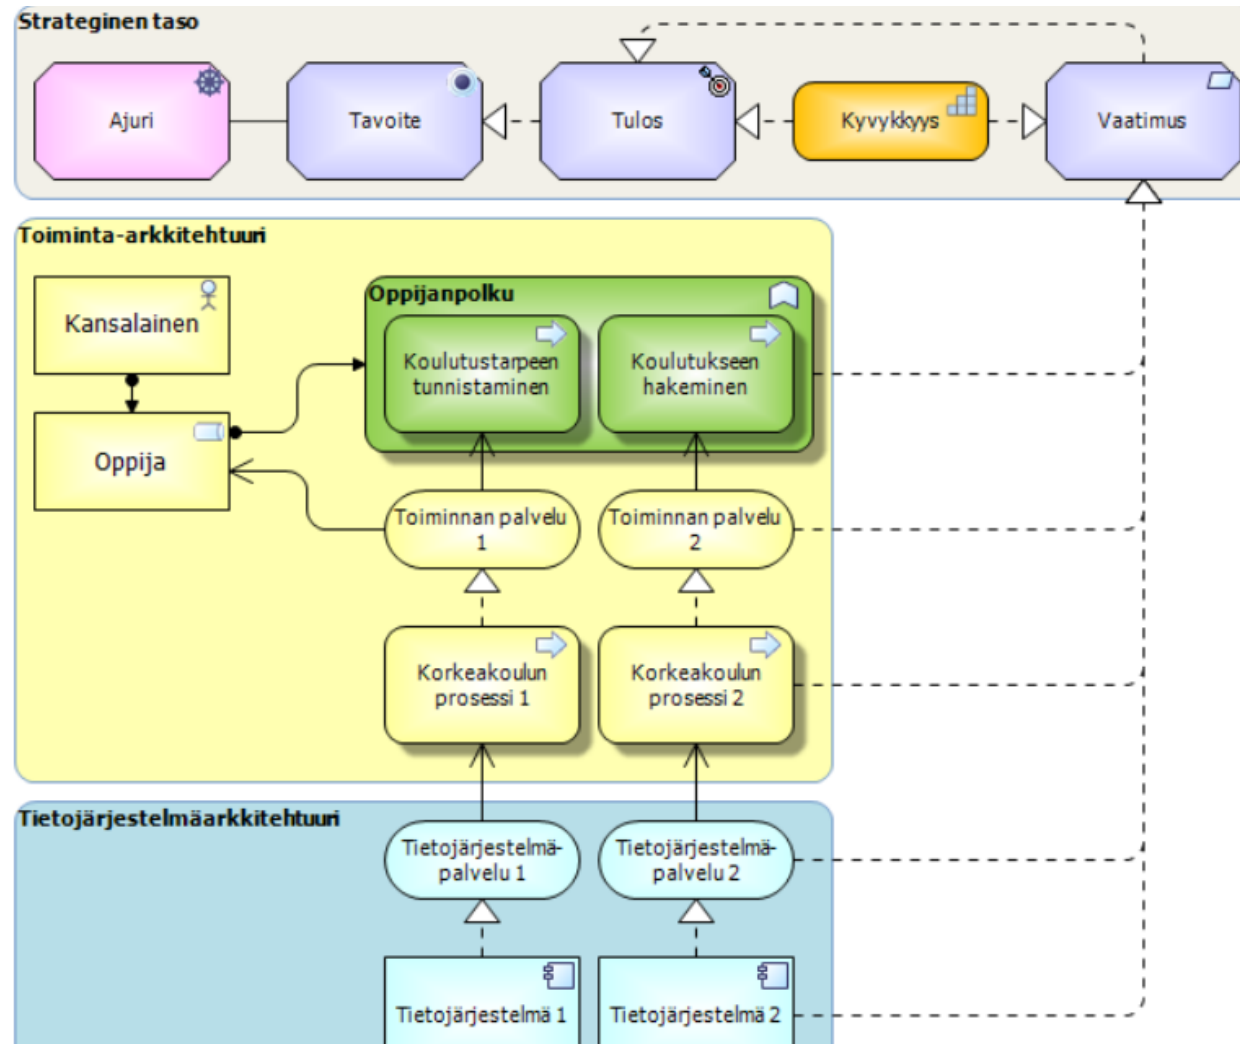 Strateginen taso
Ajuri
Tavoite
Tulos
Kyvykkyys
Vaatimus
Toiminta-arkkitehtuuri
Kansalainen
Oppija
Oppijanpolku
Koulutustarpeen
tunnistaminen
Koulutukseen
hakeminen
Toiminnan palvelu
1
Toiminnan palvelu
2
Korkeakoulun
prosessi 1
Korkeakoulun
prosessi 2
Tietojärjestelmäarkkitehtuuri
Tietojärjestelmä-
palvelu 1
Tietojärjestelmä-
palvelu 2
Tietojärjestelmä 1
Tietojärjestelmä 2